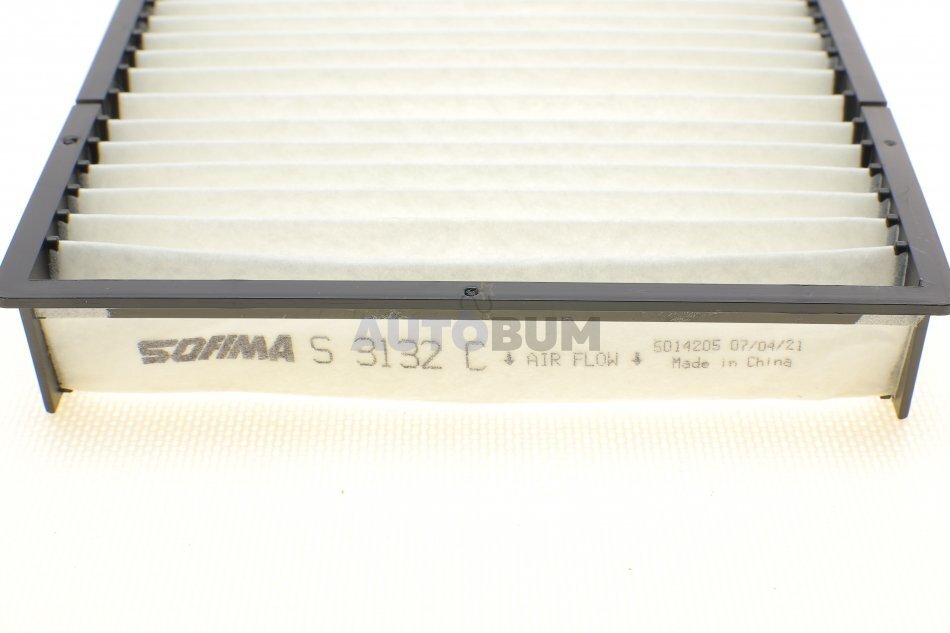 AUTOBUM
SOFIMA S 3132 C ↓ AIR FLOW ↓ 5014205 07/04/21
Made in China